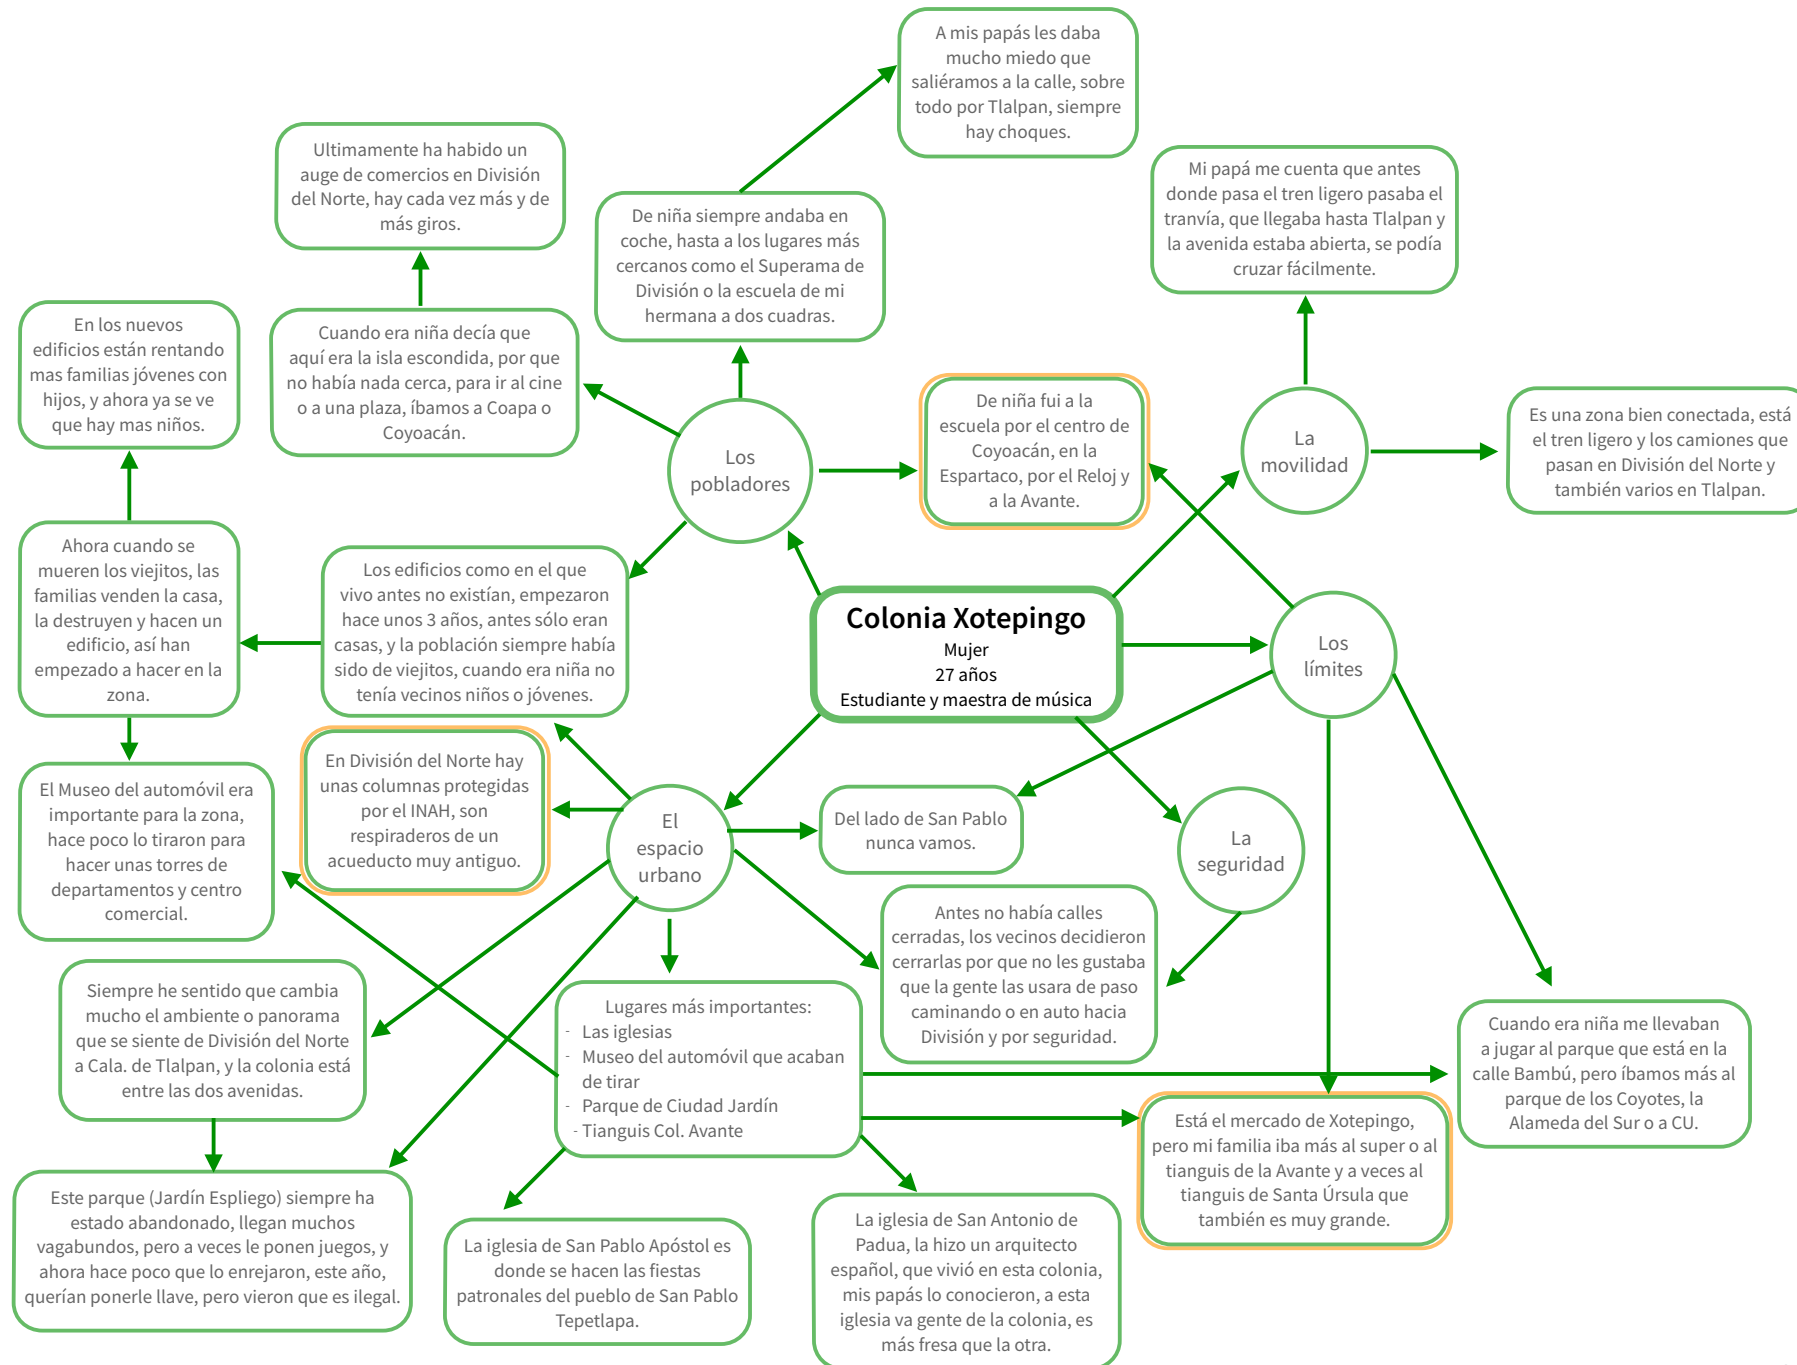 A mis papás les daba
mucho miedo que
saliéramos a la calle, sobre
todo por Tlalpan, siempre
hay choques.
Ultimamente ha habido un
auge de comercios en División
del Norte, hay cada vez más y de
más giros.
Mi papá me cuenta que antes
donde pasa el tren ligero pasaba el
tranvía, que llegaba hasta Tlalpan y
la avenida estaba abierta, se podía
cruzar fácilmente.
De niña siempre andaba en
coche, hasta a los lugares más
cercanos como el Superama de
División o la escuela de mi
hermana a dos cuadras.
En los nuevos
edificios están rentando
mas familias jóvenes con
hijos, y ahora ya se ve
que hay mas niños.
Cuando era niña decía que
aquí era la isla escondida, por que
no había nada cerca, para ir al cine
o a una plaza, íbamos a Coapa o
Coyoacán.
De niña fui a la
escuela por el centro de
Coyoacán, en la
Espartaco, por el Reloj y
a la Avante.
Los
pobladores
La
movilidad
Es una zona bien conectada, está
el tren ligero y los camiones que
pasan en División del Norte y
también varios en Tlalpan.
Ahora cuando se
mueren los viejitos, las
familias venden la casa,
la destruyen y hacen un
edificio, así han
empezado a hacer en la
zona.
Los edificios como en el que
vivo antes no existían, empezaron
hace unos 3 años, antes sólo eran
casas, y la población siempre había
sido de viejitos, cuando era niña no
tenía vecinos niños o jóvenes.
Colonia Xotepingo
Mujer
27 años
Estudiante y maestra de música
Los
límites
El Museo del automóvil era
importante para la zona,
hace poco lo tiraron para
hacer unas torres de
departamentos y centro
comercial.
En División del Norte hay
unas columnas protegidas
por el INAH, son
respiraderos de un
acueducto muy antiguo.
El
espacio
urbano
Del lado de San Pablo
nunca vamos.
La
seguridad
Antes no había calles
cerradas, los vecinos decidieron
cerrarlas por que no les gustaba
que la gente las usara de paso
caminando o en auto hacia
División y por seguridad.
Siempre he sentido que cambia
mucho el ambiente o panorama
que se siente de División del Norte
a Cala. de Tlalpan, y la colonia está
entre las dos avenidas.
Lugares más importantes:
- Las iglesias
- Museo del automóvil que acaban
de tirar
- Parque de Ciudad Jardín
- Tianguis Col. Avante
Cuando era niña me llevaban
a jugar al parque que está en la
calle Bambú, pero íbamos más al
parque de los Coyotes, la
Alameda del Sur o a CU.
Está el mercado de Xotepingo,
pero mi familia iba más al super o al
tianguis de la Avante y a veces al
tianguis de Santa Úrsula que
también es muy grande.
Este parque (Jardín Espliego) siempre ha
estado abandonado, llegan muchos
vagabundos, pero a veces le ponen juegos, y
ahora hace poco que lo enrejaron, este año,
querían ponerle llave, pero vieron que es ilegal.
La iglesia de San Pablo Apóstol es
donde se hacen las fiestas
patronales del pueblo de San Pablo
Tepetlapa.
La iglesia de San Antonio de
Padua, la hizo un arquitecto
español, que vivió en esta colonia,
mis papás lo conocieron, a esta
iglesia va gente de la colonia, es
más fresa que la otra.